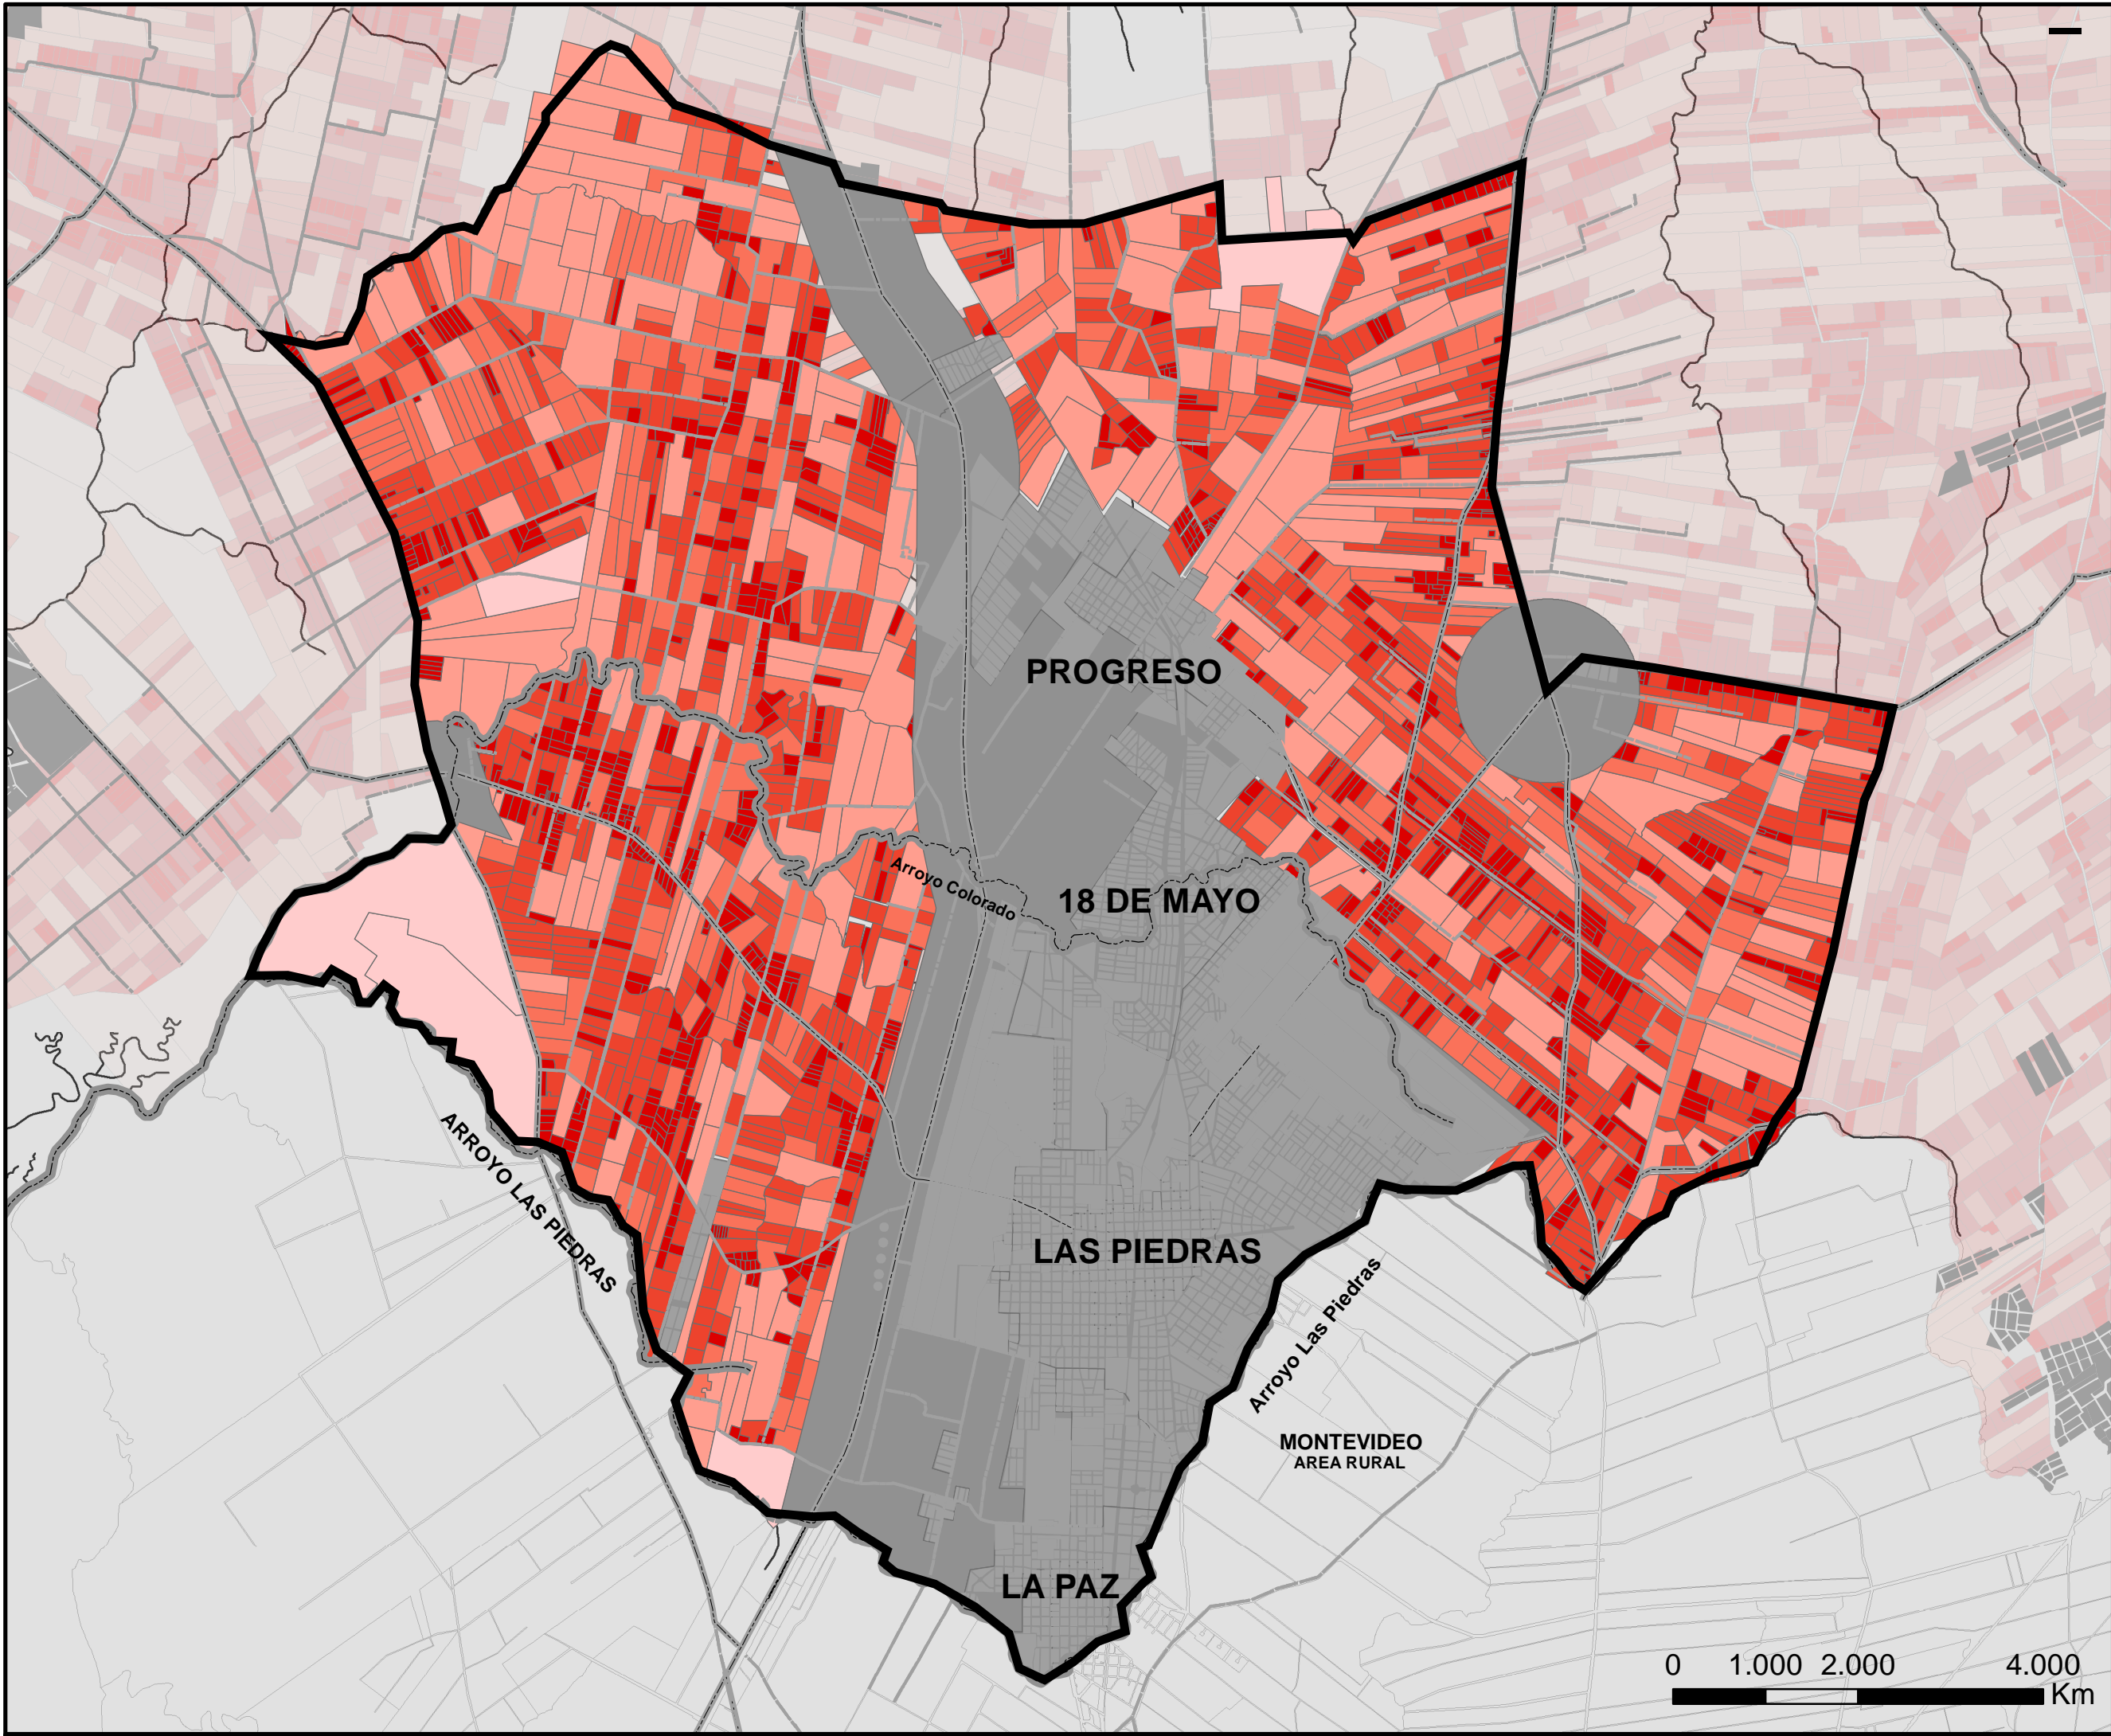 PROGRESO
Arroyo Colorado
18 DE MAYO
ARROYO LAS PIEDRAS
LAS PIEDRAS
Arroyo Las Piedras
MONTEVIDEO
AREA RURAL
LA PAZ
0 1.000 2.000 4.000
Km